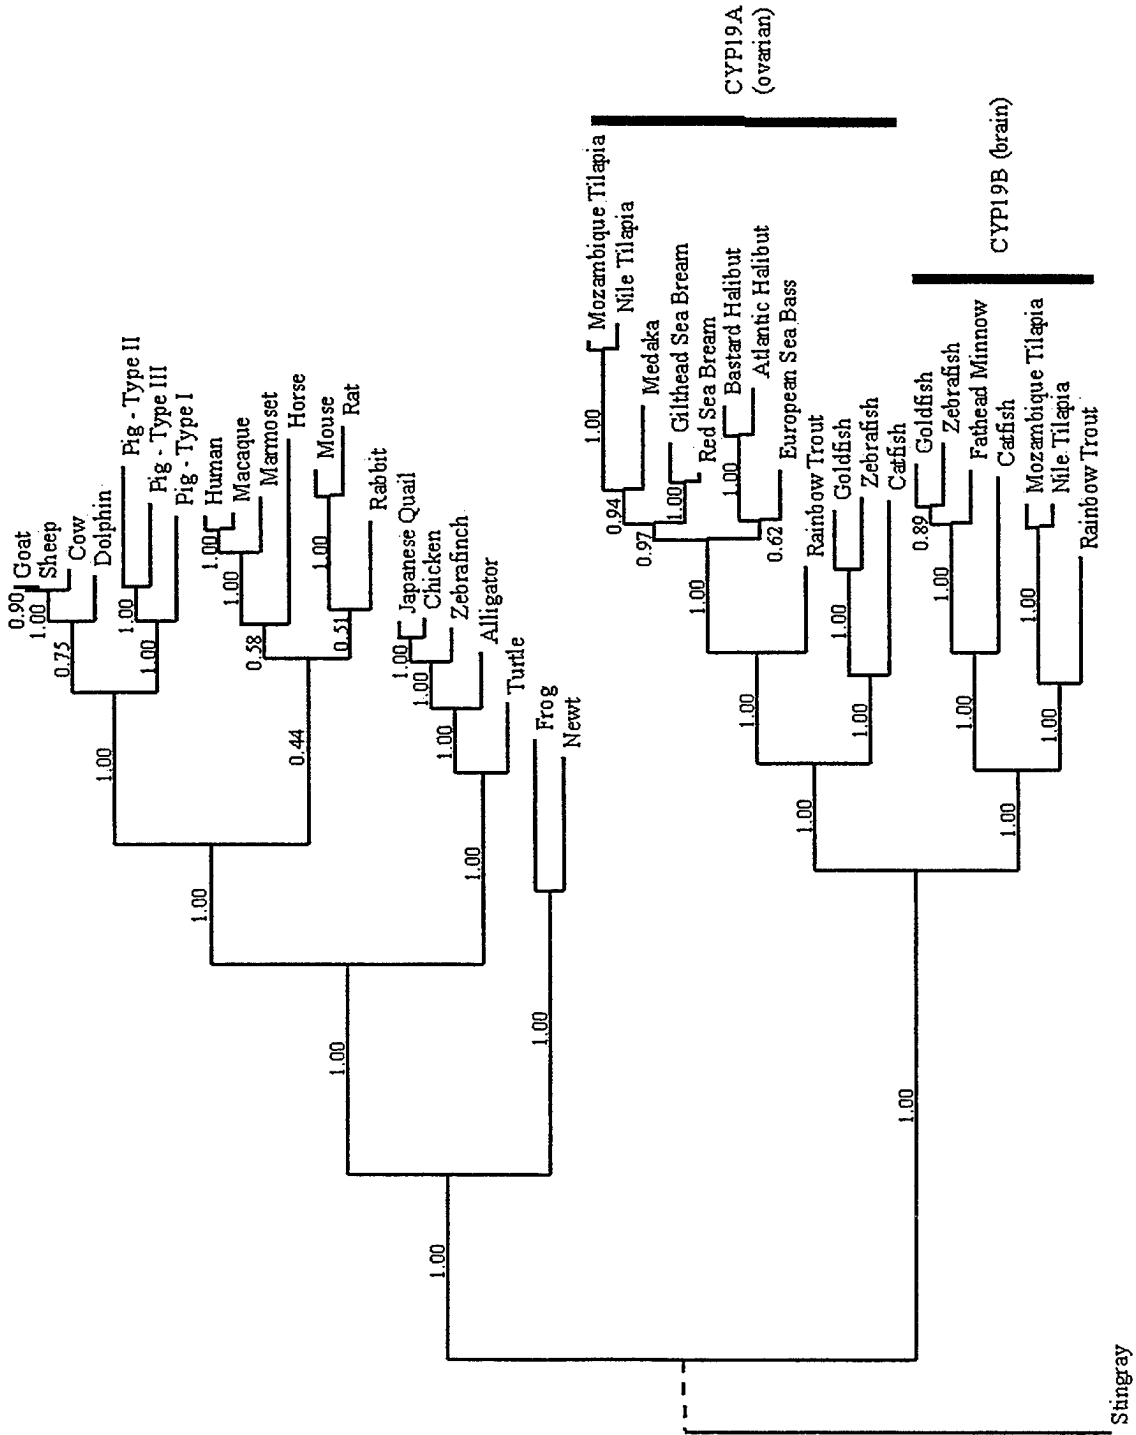 Goat
Sheep
Cow
Dolphin
Pig - Type II
Pig - Type III
Pig - Type I
Human
Macaque
Marmoset
Horse
Mouse
Rat
Rabbit
Japanese Quail
Chicken
Zebrafinch
Alligator
Turtle
Frog
Newt
Mozambique Tilapia
Nile Tilapia
Medaka
Gilthead Sea Bream
Red Sea Bream
Bastard Halibut
Atlantic Halibut
European Sea Bass
Rainbow Trout
Goldfish
Zebrafish
Catfish
CYP19A
(ovarian)
Goldfish
Zebrafish
Fathead Minnow
Catfish
Mozambique Tilapia
Nile Tilapia
Rainbow Trout
CYP19B (brain)
Stingray
0.90
1.00
0.75
1.00
1.00
1.00
1.00
1.00
0.58
1.00
0.51
0.44
1.00
1.00
1.00
1.00
1.00
1.00
1.00
1.00
1.00
0.94
0.97
1.00
1.00
0.62
1.00
1.00
1.00
1.00
1.00
0.89
1.00
1.00
1.00
1.00
1.00
1.00